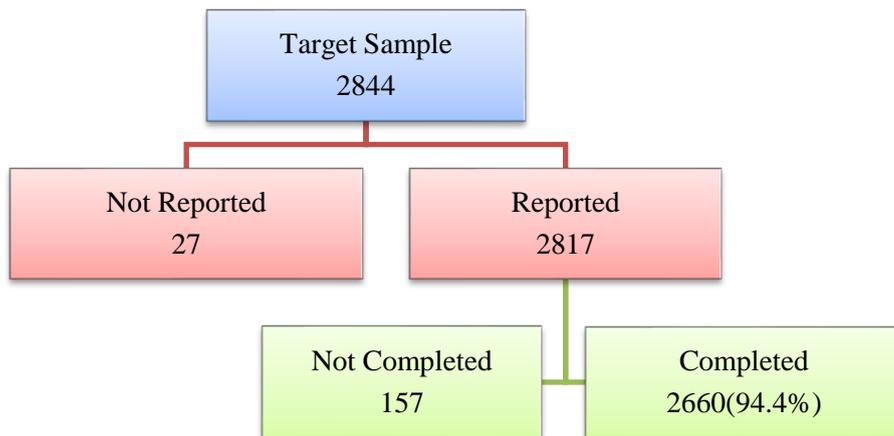 Target Sample
2844
Not Reported
27
Reported
2817
Not Completed
157
Completed
2660(94.4%)